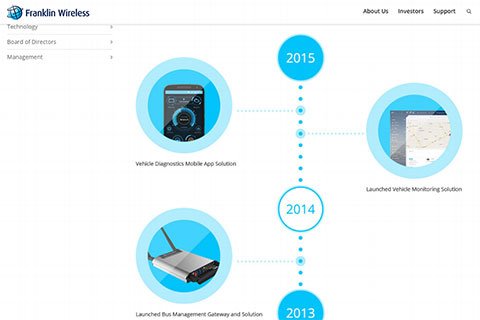 Franklin Wireless
About Us
Investors
Support
Technology
Board of Directors
Management
2015
Vehicle Diagnostics Mobile App Solution
Launched Vehicle Monitoring Solution
2014
Launched Bus Management Gateway and Solution
2013